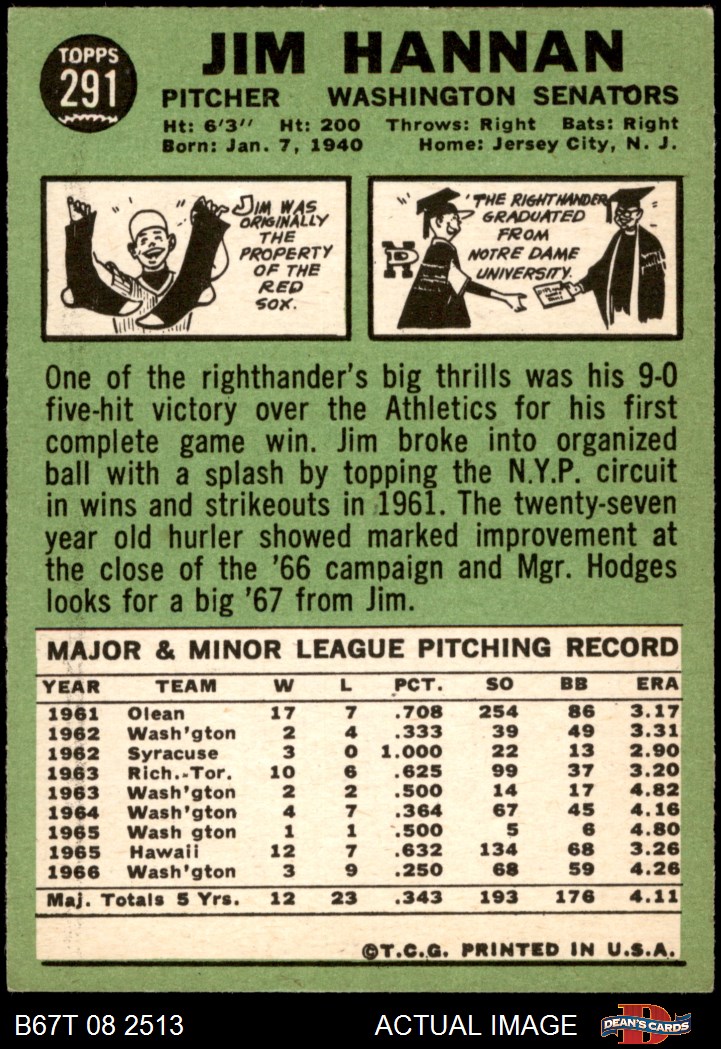 TOPPS
291
JIM HANNAN
PITCHER WASHINGTON SENATORS
Ht: 6'3" Ht: 200 Throws: Right Bats: Right
Born: Jan. 7, 1940 Home: Jersey City, N. J.
JIM WAS
ORIGINALLY
THE
PROPERTY
OF THE
RED
SOX.
THE RIGHTHANDER
GRADUATED
FROM
NOTRE DAME
UNIVERSITY.
One of the righthander's big thrills was his 9-0
five-hit victory over the Athletics for his first
complete game win. Jim broke into organized
ball with a splash by topping the N.Y.P. circuit
in wins and strikeouts in 1961. The twenty-seven
year old hurler showed marked improvement at
the close of the '66 campaign and Mgr. Hodges
looks for a big '67 from Jim.
MAJOR & MINOR LEAGUE PITCHING RECORD
YEAR TEAM W L PCT. SO BB ERA
1961 Olean 17 7 .708 254 86 3.17
1962 Wash'gton 2 4 .333 39 49 3.31
1962 Syracuse 3 0 1.000 22 13 2.90
1963 Rich.-Tor. 10 6 .625 99 37 3.20
1963 Wash'gton 2 2 .500 14 17 4.82
1964 Wash'gton 4 7 .364 67 45 4.16
1965 Wash gton 1 1 .500 5 6 4.80
1965 Hawaii 12 7 .632 134 68 3.26
1966 Wash'gton 3 9 .250 68 59 4.26
Maj. Totals 5 Yrs. 12 23 .343 193 176 4.11
©T.C.G. PRINTED IN U.S.A.
B67T 08 2513 ACTUAL IMAGE DEAN'S CARDS